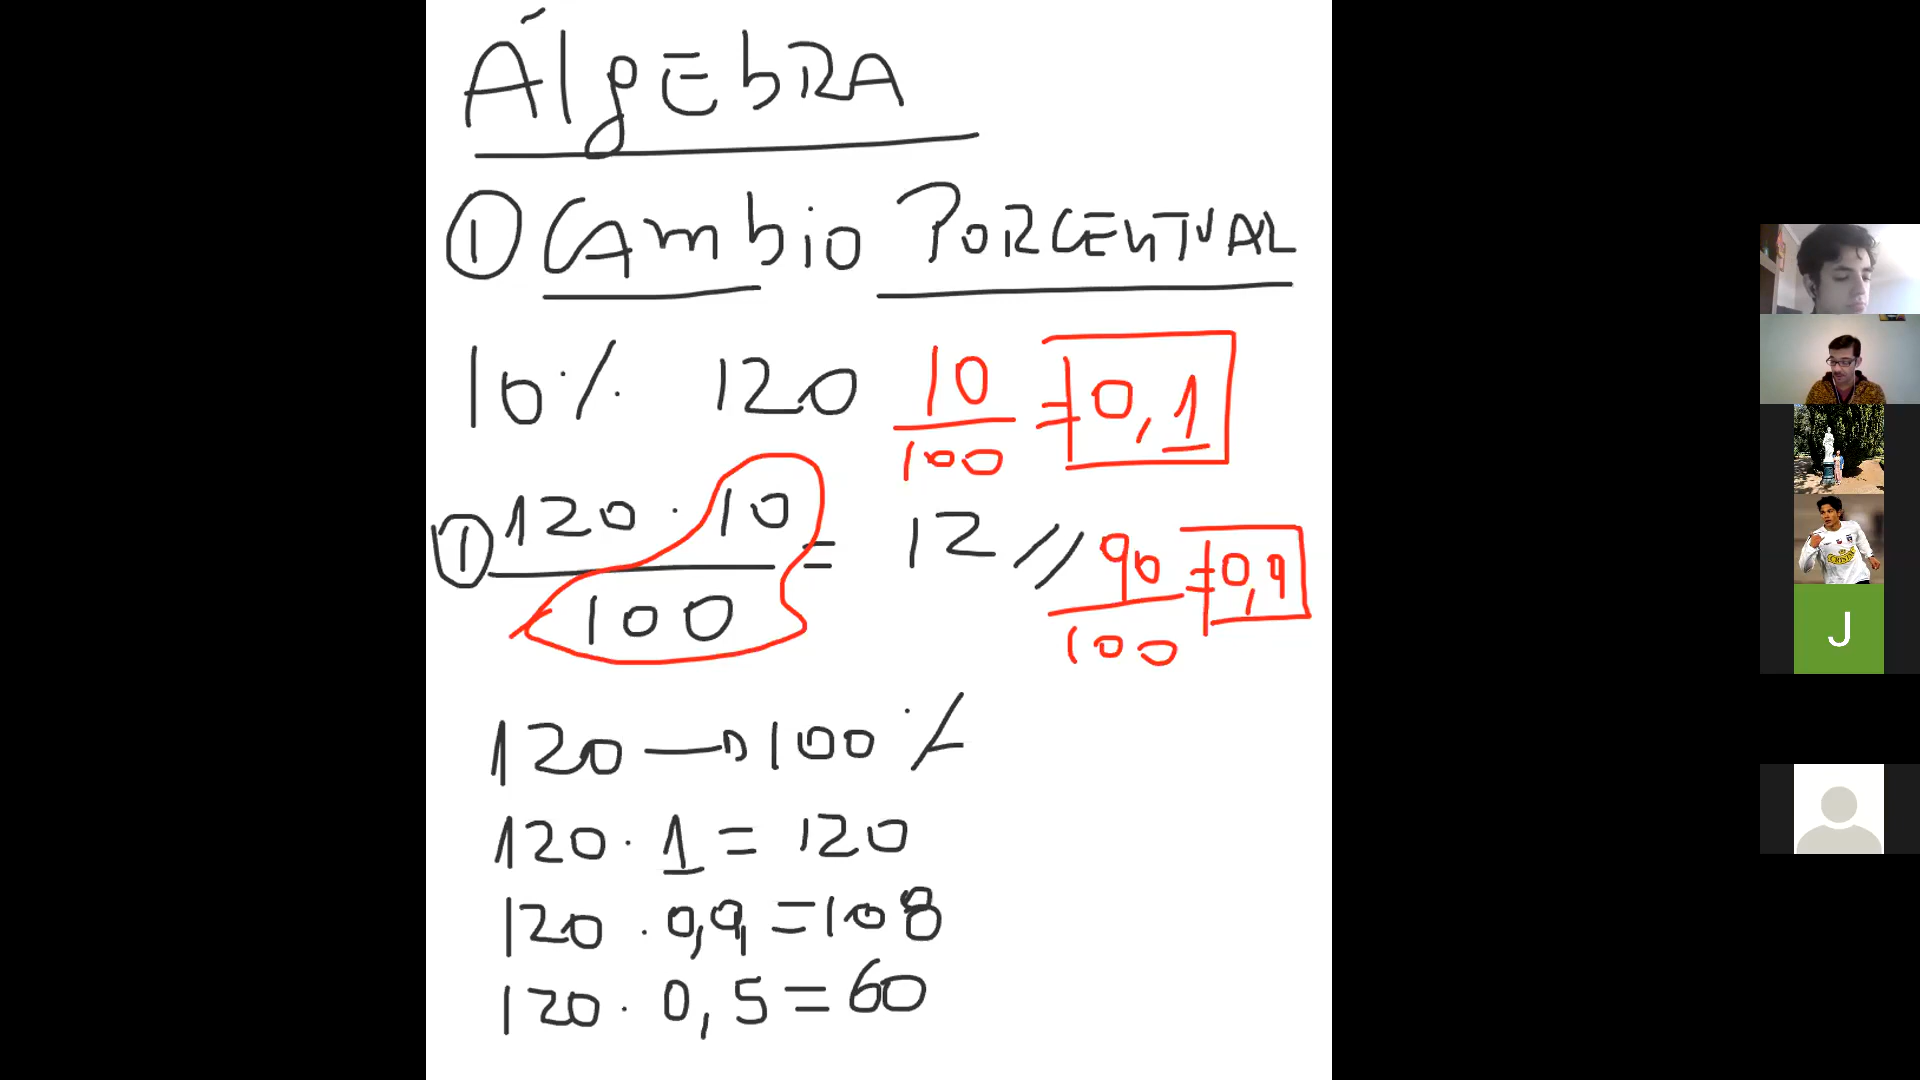 Álgebra
① Cambio Porcentual
10% 120 10/100 = 0,1
① 120 · 10 / 100 = 12 // 90/100 = 0,9
120 → 100%
120 · 1 = 120
120 · 0,9 = 108
120 · 0,5 = 60
CRISTAL
J